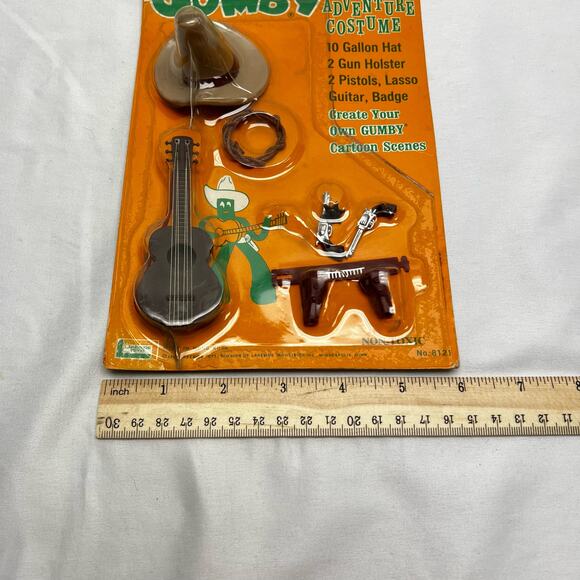 GUMBY®
ADVENTURE
COSTUME
10 Gallon Hat
2 Gun Holster
2 Pistols, Lasso
Guitar, Badge
Create Your
Own GUMBY
Cartoon Scenes
NON-TOXIC
No. 8121
inch 1 2 3 4 5 6 7 8
30 29 28 27 26 25 24 23 22 21 20 19 18 17 16 15 14 13 12 11